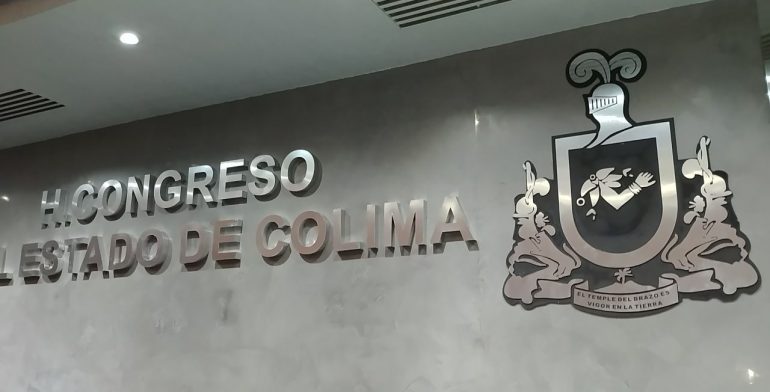 H. CONGRESO
L ESTADO DE COLIMA
EL TEMPLE DEL BRAZO ES
VIGOR EN LA TIERRA